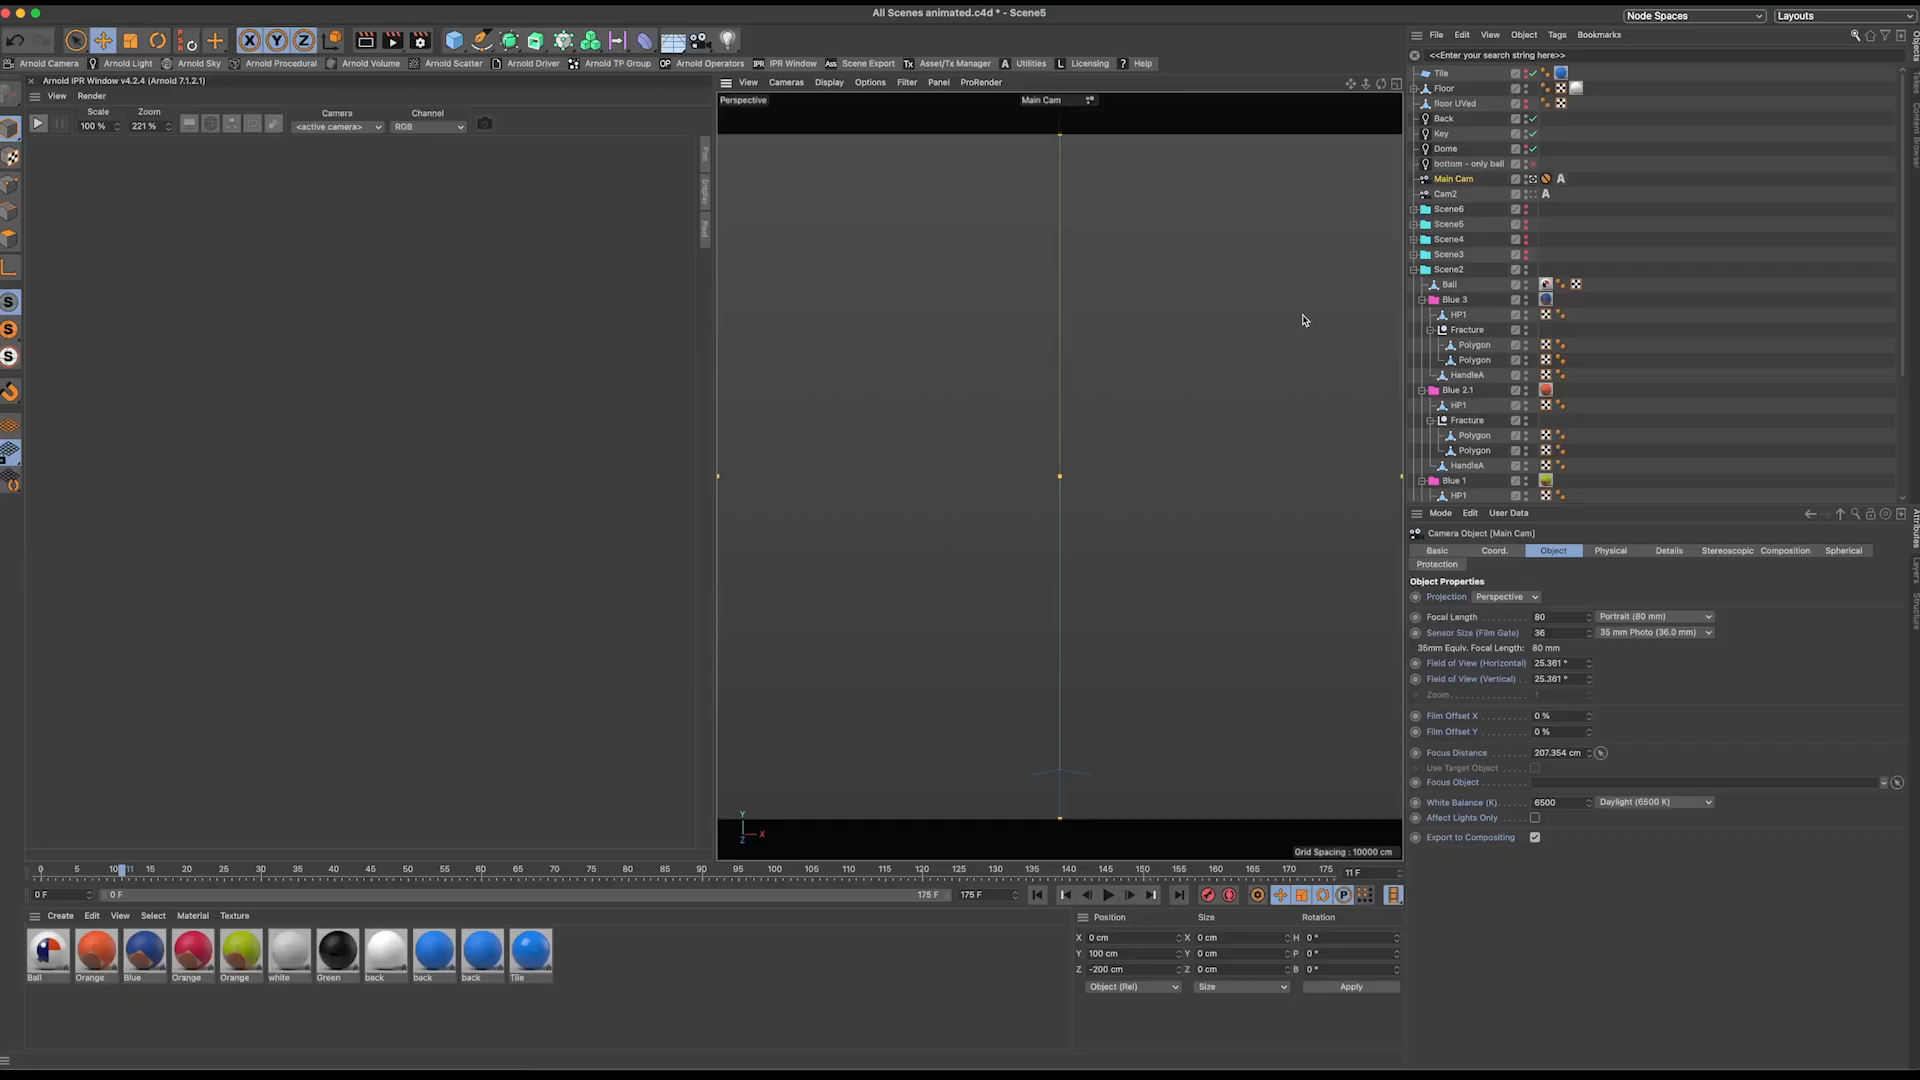 All Scenes animated.c4d * - Scene5
Node Spaces
Layouts
Arnold Camera Arnold Light Arnold Sky Arnold Procedural Arnold Volume Arnold Scatter Arnold Driver Arnold TP Group Arnold Operators IPR IPR Window Ass Scene Export Tx Asset/Tx Manager A Utilities L Licensing ? Help
File Edit View Object Tags Bookmarks
<<Enter your search string here>>
Arnold IPR Window v4.2.4 (Arnold 7.1.2.1)
View Render
Scale Zoom Camera Channel
100 % 221 % <active camera> RGB
View Cameras Display Options Filter Panel ProRender
Perspective
Main Cam
Tile
Floor
floor UVed
Back
Key
Dome
bottom - only ball
Main Cam
Cam2
Scene6
Scene5
Scene4
Scene3
Scene2
Ball
Blue 3
HP1
Fracture
Polygon
Polygon
HandleA
Blue 2.1
HP1
Fracture
Polygon
Polygon
HandleA
Blue 1
HP1
Objects
Takes
Content Browser
Attributes
Layers
Structure
Display
Mode Edit User Data
Camera Object [Main Cam]
Basic Coord. Object Physical Details Stereoscopic Composition Spherical
Protection
Object Properties
Projection Perspective
Focal Length 80 Portrait (80 mm)
Sensor Size (Film Gate) 36 35 mm Photo (36.0 mm)
35mm Equiv. Focal Length: 80 mm
Field of View (Horizontal) 25.361 °
Field of View (Vertical) 25.361 °
Zoom 1
Film Offset X 0 %
Film Offset Y 0 %
Focus Distance 207.354 cm
Use Target Object
Focus Object
White Balance (K) 6500 Daylight (6500 K)
Affect Lights Only
Export to Compositing
Y
X
Z
Grid Spacing : 10000 cm
0 5 10 11 15 20 25 30 35 40 45 50 55 60 65 70 75 80 85 90 95 100 105 110 115 120 125 130 135 140 145 150 155 160 165 170 175 11 F
0 F 0 F 175 F 175 F
Create Edit View Select Material Texture
Ball Orange Blue Orange Orange white Green back back back Tile
Position Size Rotation
X 0 cm X 0 cm H 0 °
Y 100 cm Y 0 cm P 0 °
Z -200 cm Z 0 cm B 0 °
Object (Rel) Size Apply